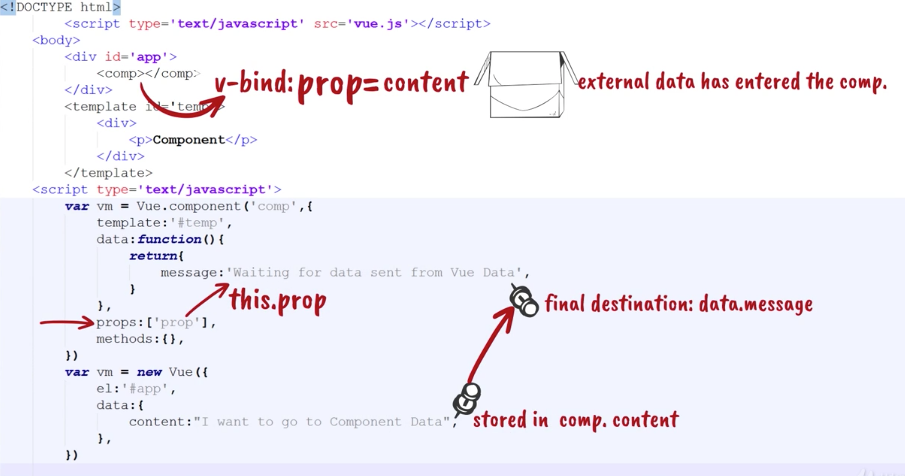 <!DOCTYPE html>
<script type='text/javascript' src='vue.js'></script>
<body>
<div id='app'>
<comp></comp>
v-bind:prop=content
external data has entered the comp.
</div>
<template id='temp'>
<div>
<p>Component</p>
</div>
</template>
<script type='text/javascript'>
var vm = Vue.component('comp',{
template:'#temp',
data:function(){
return{
message:'Waiting for data sent from Vue Data',
}
this.prop
final destination: data.message
},
props:['prop'],
methods:{},
})
var vm = new Vue({
el:'#app',
data:{
content:"I want to go to Component Data",
stored in comp. content
},
})